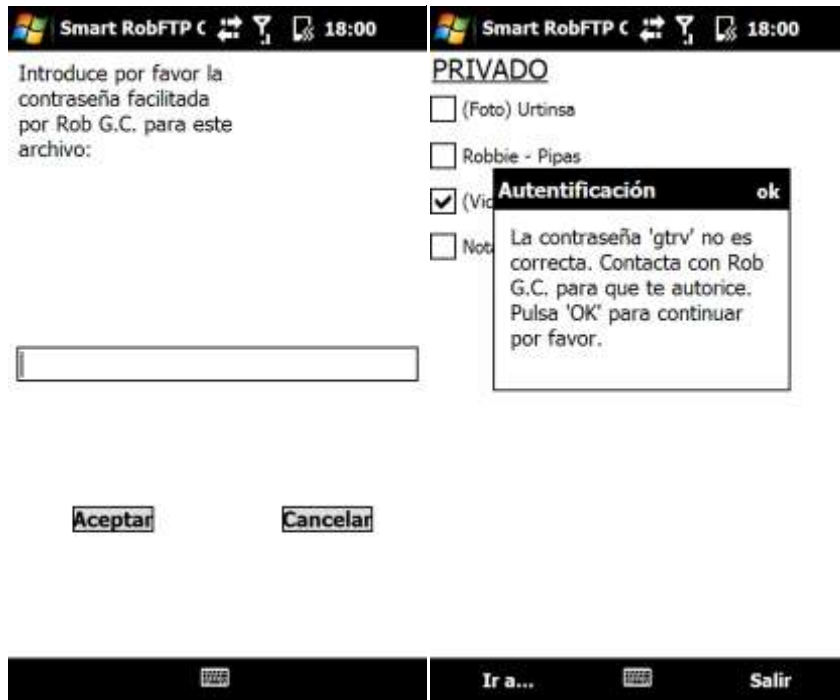 Smart RobFTP C 18:00
Introduce por favor la
contraseña facilitada
por Rob G.C. para este
archivo:
Aceptar Cancelar
Smart RobFTP C 18:00
PRIVADO
(Foto) Urtinsa
Robbie - Pipas
(Vic
Nota
Autentificación ok
La contraseña 'gtrv' no es
correcta. Contacta con Rob
G.C. para que te autorice.
Pulsa 'OK' para continuar
por favor.
Ir a... Salir